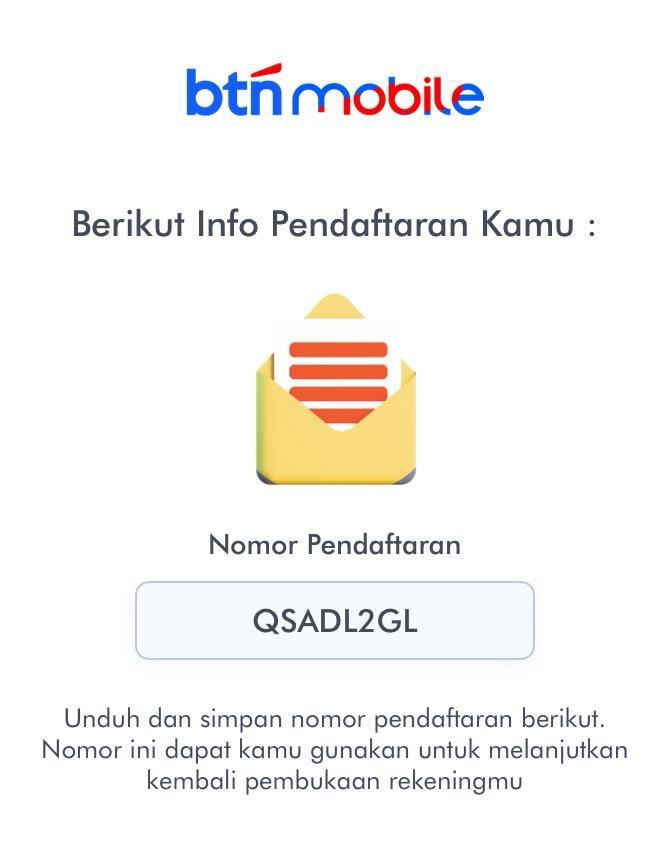 btn mobile
Berikut Info Pendaftaran Kamu :
Nomor Pendaftaran
QSADL2GL
Unduh dan simpan nomor pendaftaran berikut.
Nomor ini dapat kamu gunakan untuk melanjutkan
kembali pembukaan rekeningmu